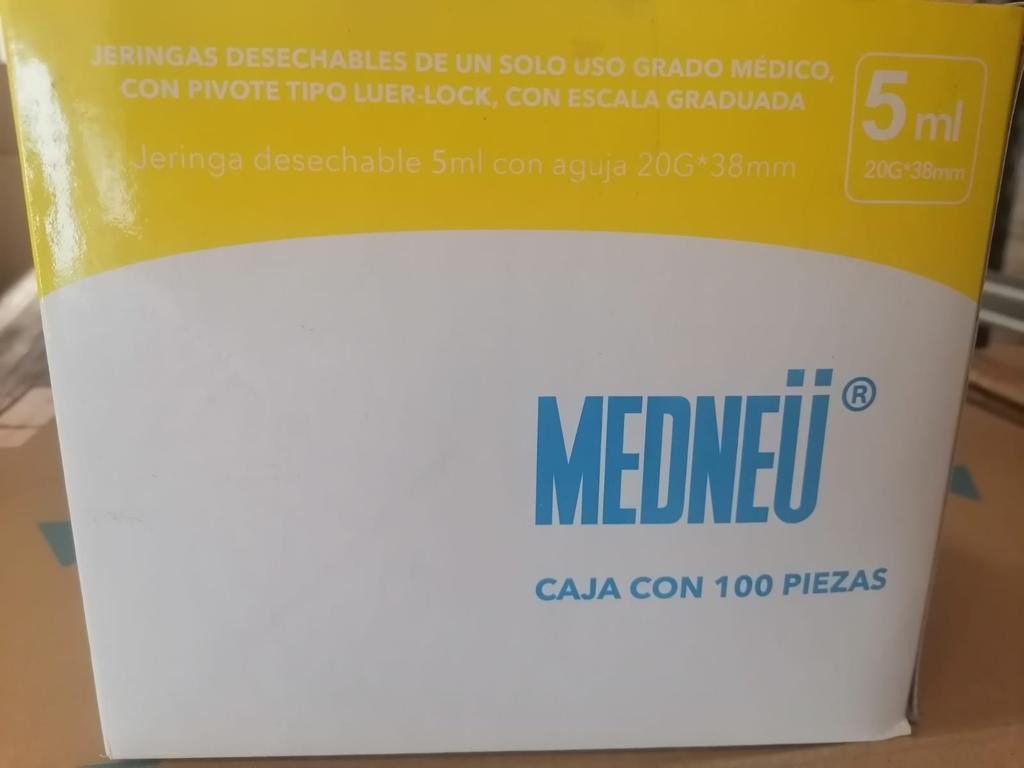 JERINGAS DESECHABLES DE UN SOLO USO GRADO MÉDICO,
CON PIVOTE TIPO LUER-LOCK, CON ESCALA GRADUADA
Jeringa desechable 5ml con aguja 20G*38mm
5 ml
20G*38mm
MEDNEÜ®
CAJA CON 100 PIEZAS